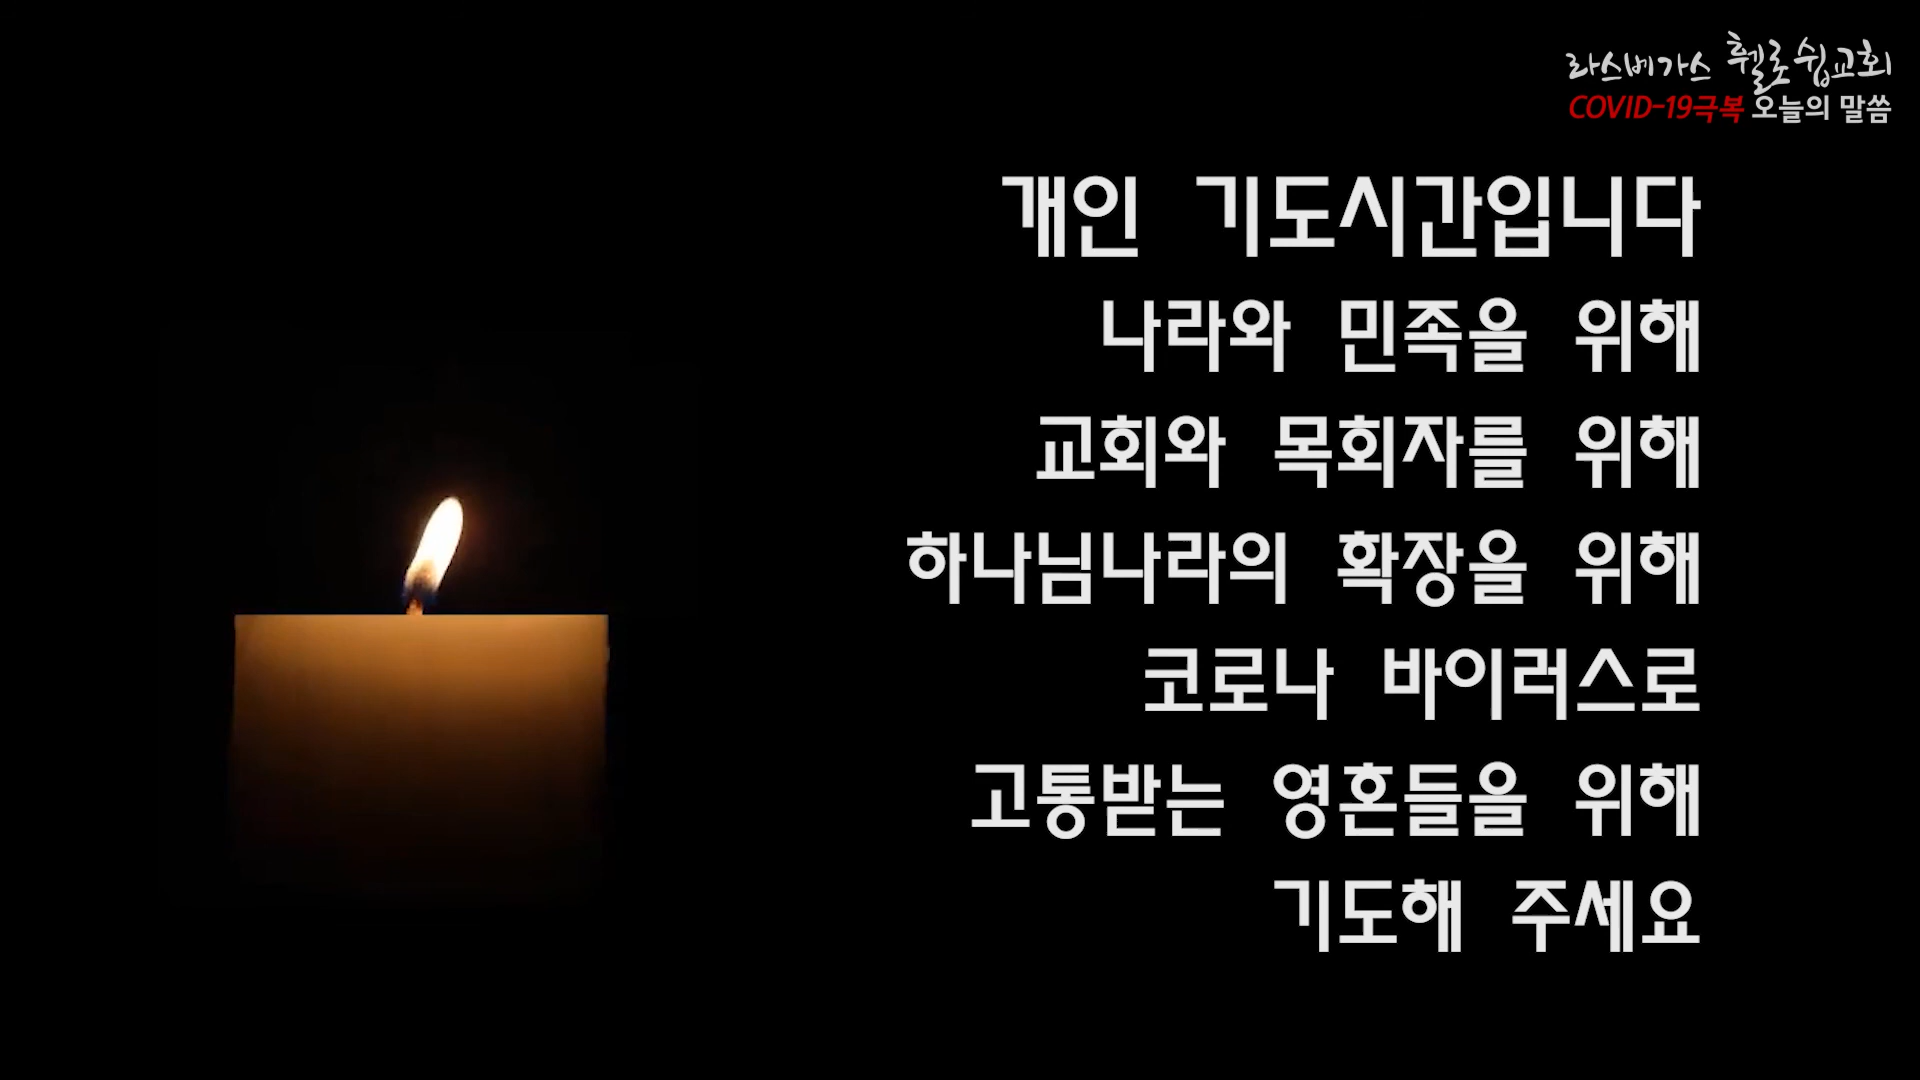 라스베가스 휄로쉽교회
COVID-19극복 오늘의 말씀
개인 기도시간입니다
나라와 민족을 위해
교회와 목회자를 위해
하나님나라의 확장을 위해
코로나 바이러스로
고통받는 영혼들을 위해
기도해 주세요